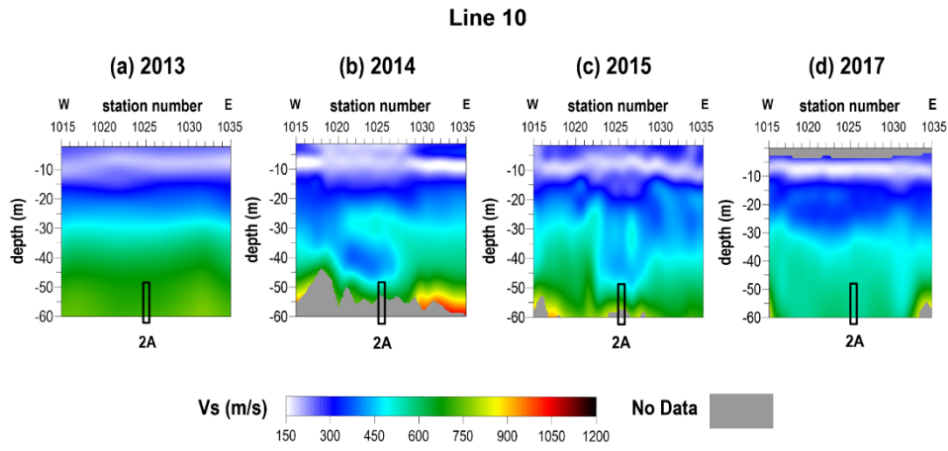 Line 10
(a) 2013
(b) 2014
(c) 2015
(d) 2017
W station number E
W station number E
W station number E
W station number E
1015 1020 1025 1030 1035
1015 1020 1025 1030 1035
1015 1020 1025 1030 1035
1015 1020 1025 1030 1035
depth (m)
-10
-20
-30
-40
-50
-60
depth (m)
-10
-20
-30
-40
-50
-60
depth (m)
-10
-20
-30
-40
-50
-60
depth (m)
-10
-20
-30
-40
-50
-60
2A
2A
2A
2A
Vs (m/s)
150 300 450 600 750 900 1050 1200
No Data